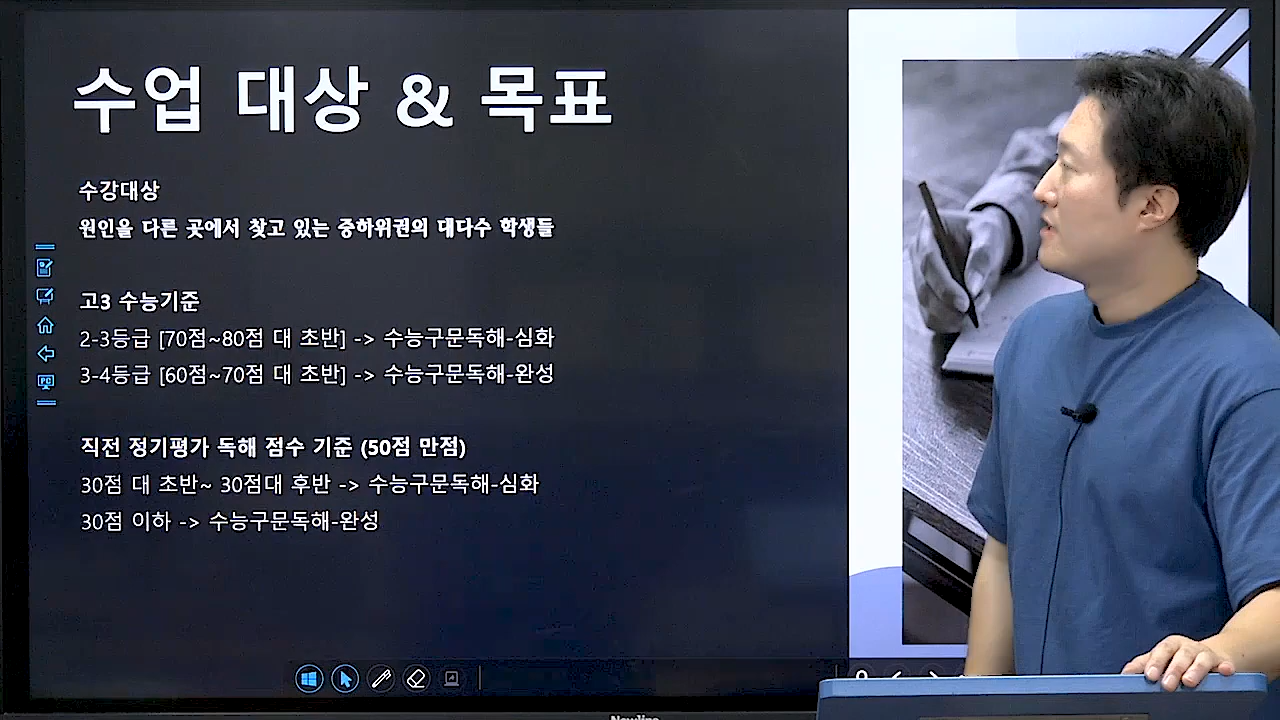 수업 대상 & 목표
수강대상
원인을 다른 곳에서 찾고 있는 중하위권의 대다수 학생들
고3 수능기준
2-3등급 [70점~80점 대 초반] -> 수능구문독해-심화
3-4등급 [60점~70점 대 초반] -> 수능구문독해-완성
직전 정기평가 독해 점수 기준 (50점 만점)
30점 대 초반~ 30점대 후반 -> 수능구문독해-심화
30점 이하 -> 수능구문독해-완성
PC